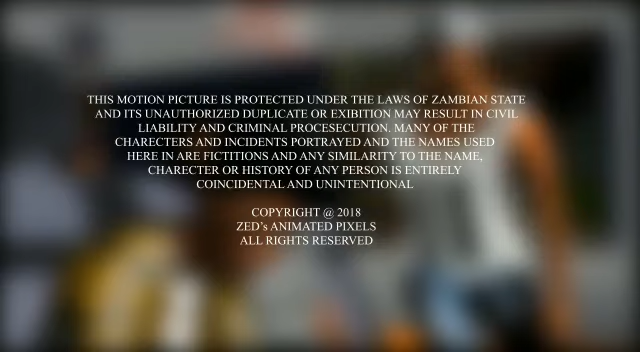 THIS MOTION PICTURE IS PROTECTED UNDER THE LAWS OF ZAMBIAN STATE
AND ITS UNAUTHORIZED DUPLICATE OR EXIBITION MAY RESULT IN CIVIL
LIABILITY AND CRIMINAL PROCESECUTION. MANY OF THE
CHARECTERS AND INCIDENTS PORTRAYED AND THE NAMES USED
HERE IN ARE FICTITIONS AND ANY SIMILARITY TO THE NAME,
CHARECTER OR HISTORY OF ANY PERSON IS ENTIRELY
COINCIDENTAL AND UNINTENTIONAL
COPYRIGHT @ 2018
ZED's ANIMATED PIXELS
ALL RIGHTS RESERVED